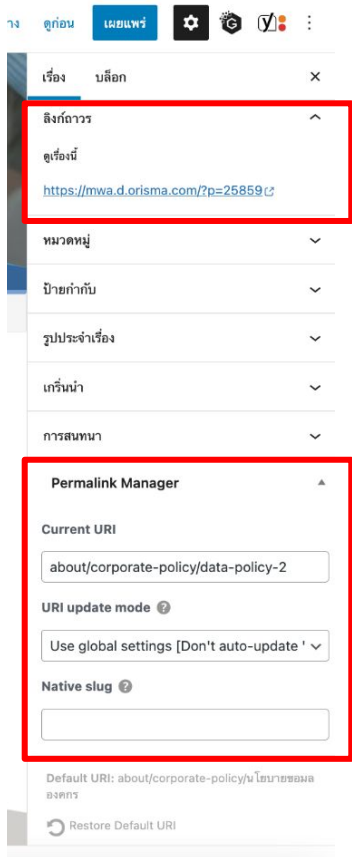 าง ดูก่อน เผยแพร่
เรื่อง บล็อก
ลิงก์ถาวร
ดูเรื่องนี้
https://mwa.d.orisma.com/?p=25859
หมวดหมู่
ป้ายกำกับ
รูปประจำเรื่อง
เกริ่นนำ
การสนทนา
Permalink Manager
Current URI
about/corporate-policy/data-policy-2
URI update mode
Use global settings [Don't auto-update '
Native slug
Default URI: about/corporate-policy/นโยบายของมล
องค์กร
Restore Default URI